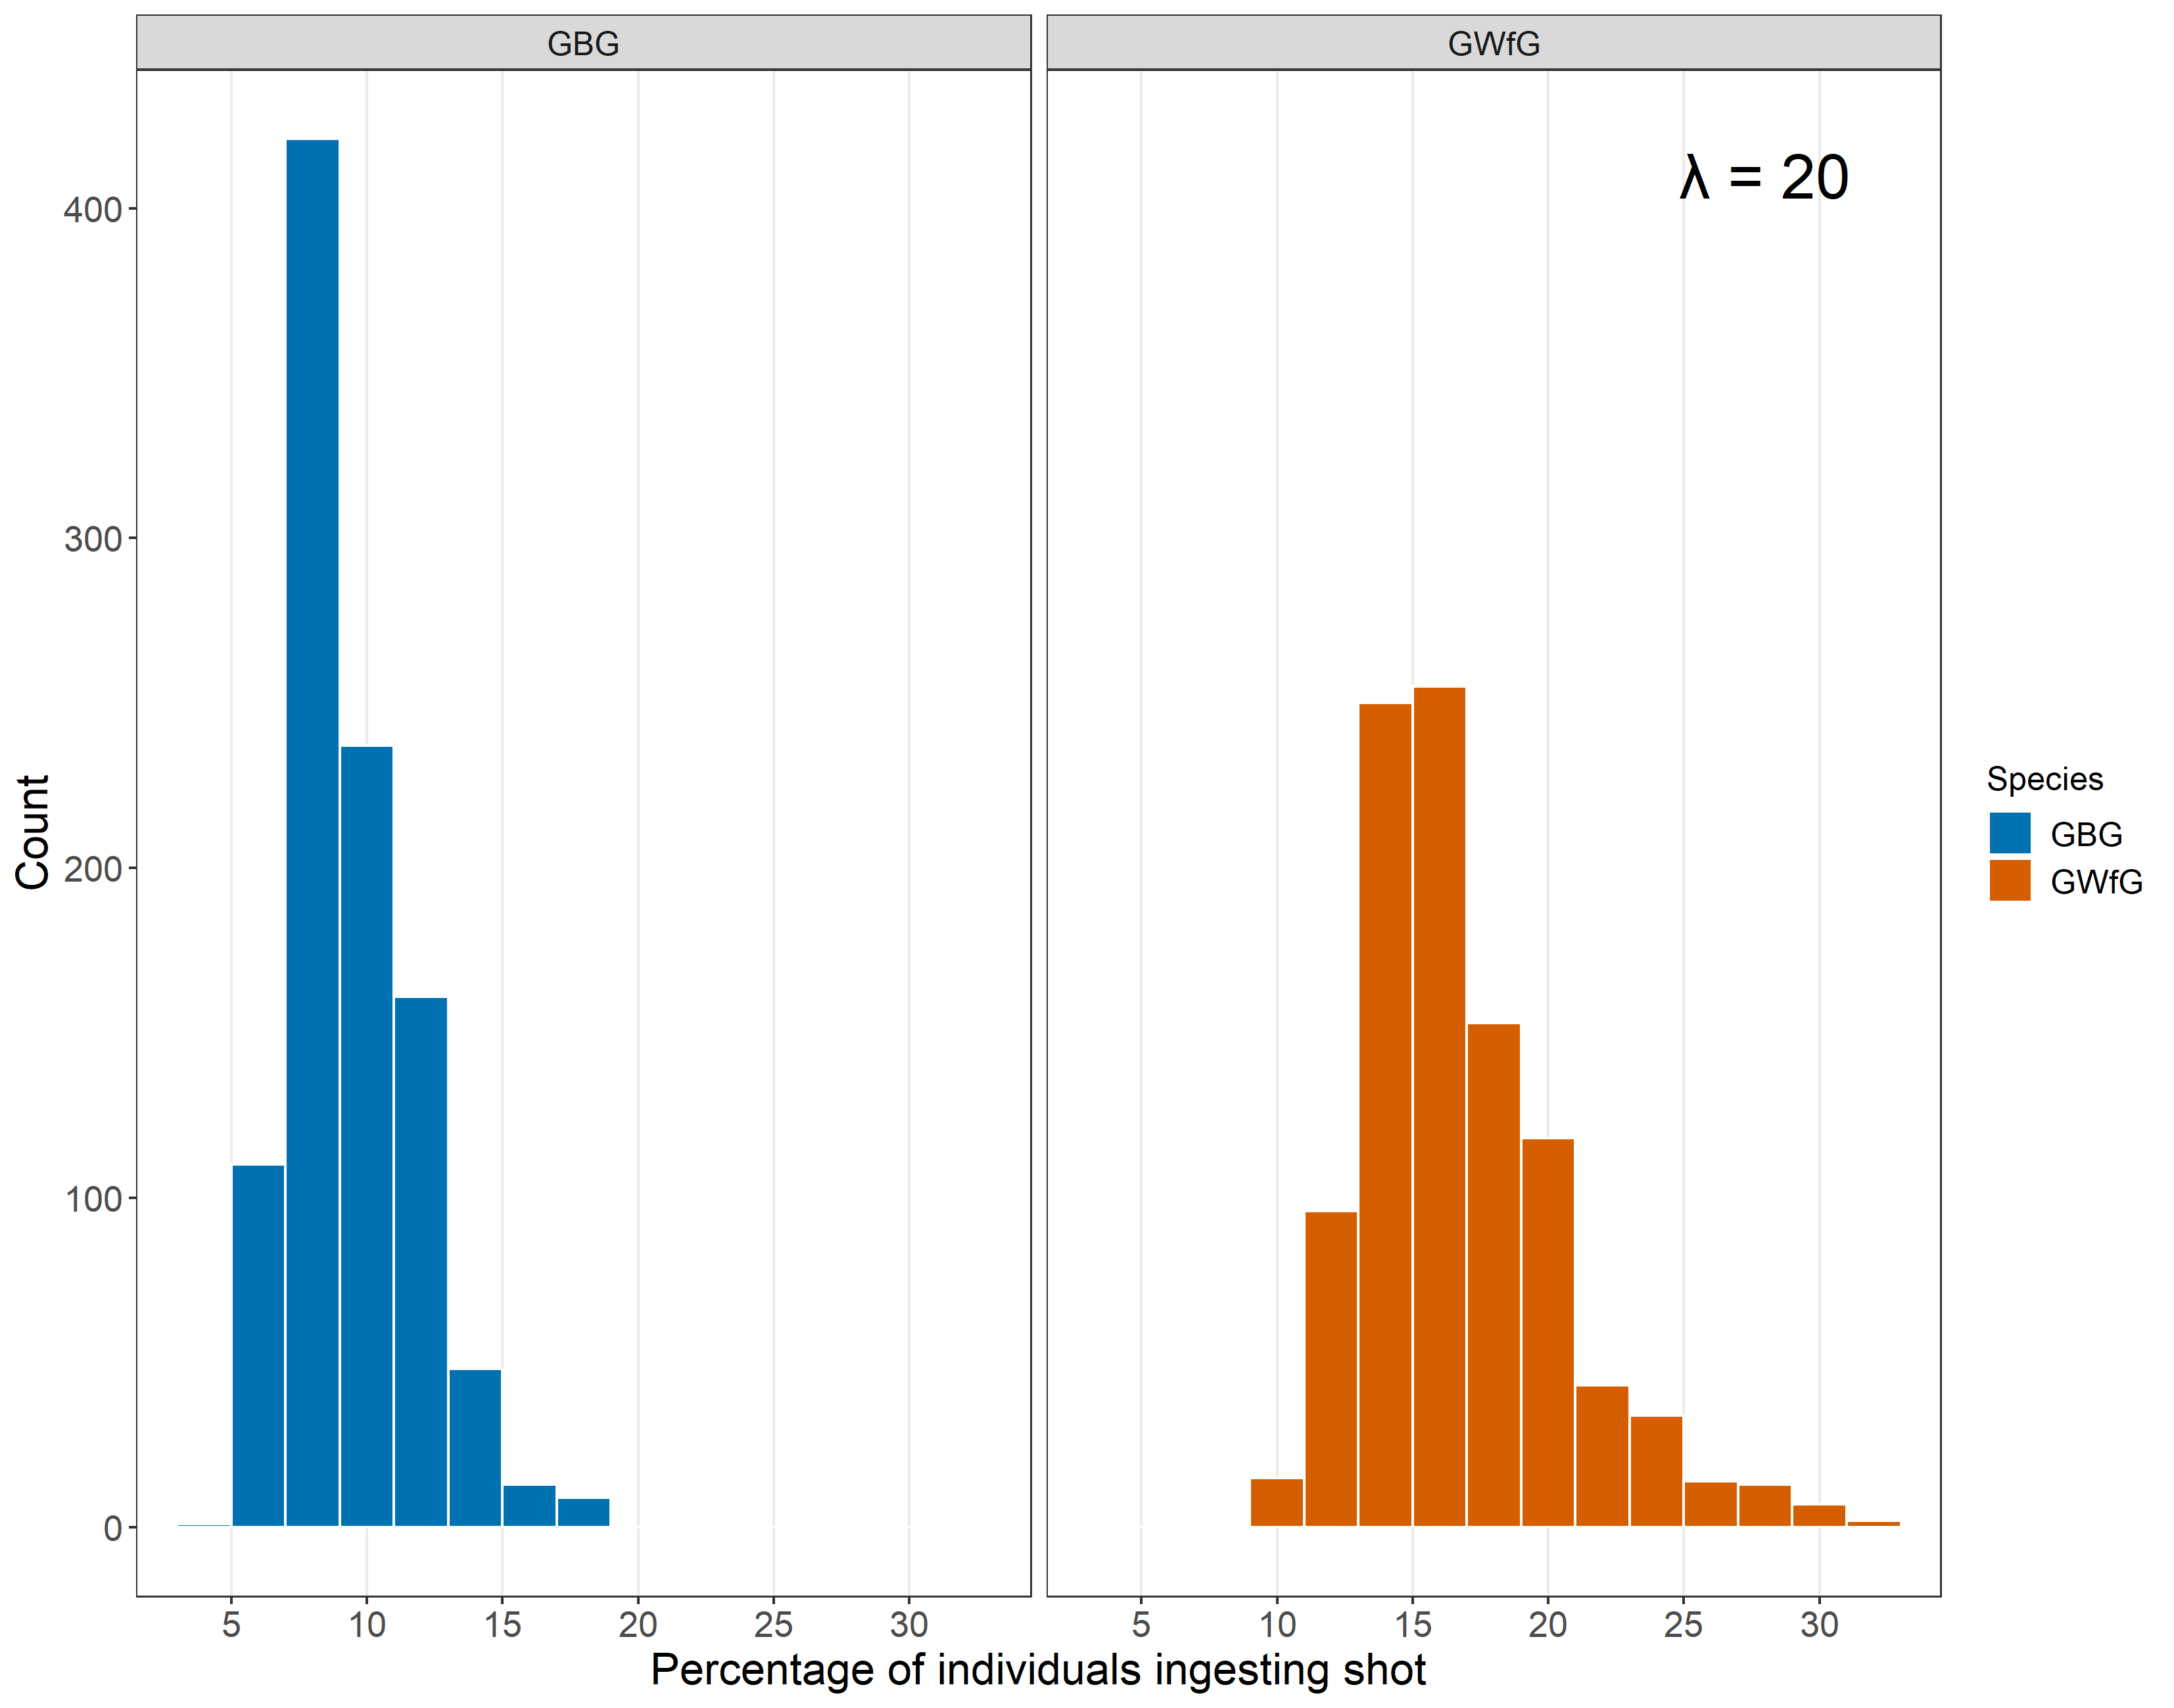 GBG
GWfG
λ = 20
400
300
200
100
0
Count
5 10 15 20 25 30
5 10 15 20 25 30
Percentage of individuals ingesting shot
Species
GBG
GWfG